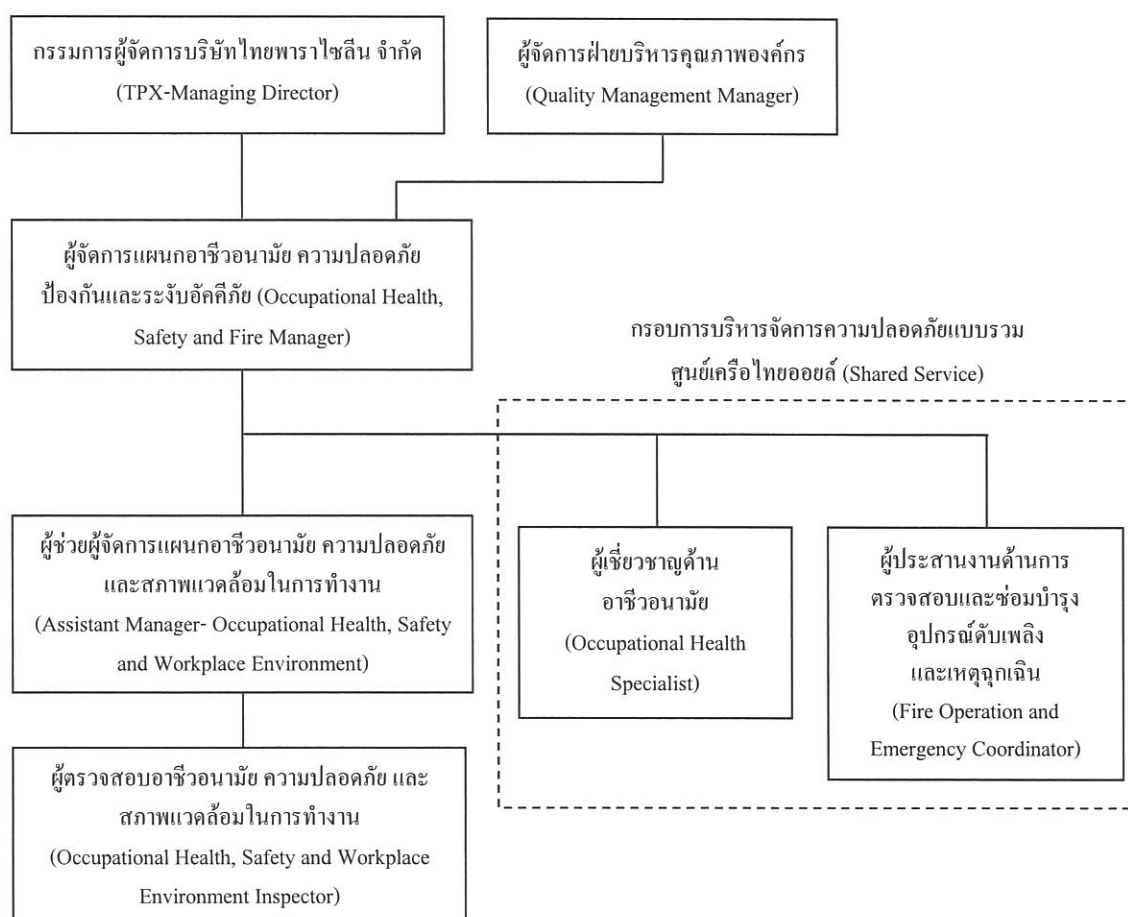 กรรมการผู้จัดการบริษัทไทยพาราไซลีน จำกัด
(TPX-Managing Director)
ผู้จัดการฝ่ายบริหารคุณภาพองค์กร
(Quality Management Manager)
ผู้จัดการแผนกอาชีวอนามัย ความปลอดภัย
ป้องกันและระงับอัคคีภัย (Occupational Health,
Safety and Fire Manager)
กรอบการบริหารจัดการความปลอดภัยแบบรวม
ศูนย์เครือไทยออยล์ (Shared Service)
ผู้ช่วยผู้จัดการแผนกอาชีวอนามัย ความปลอดภัย
และสภาพแวดล้อมในการทำงาน
(Assistant Manager- Occupational Health, Safety
and Workplace Environment)
ผู้เชี่ยวชาญด้าน
อาชีวอนามัย
(Occupational Health
Specialist)
ผู้ประสานงานด้านการ
ตรวจสอบและซ่อมบำรุง
อุปกรณ์ดับเพลิง
และเหตุฉุกเฉิน
(Fire Operation and
Emergency Coordinator)
ผู้ตรวจสอบอาชีวอนามัย ความปลอดภัย และ
สภาพแวดล้อมในการทำงาน
(Occupational Health, Safety and Workplace
Environment Inspector)